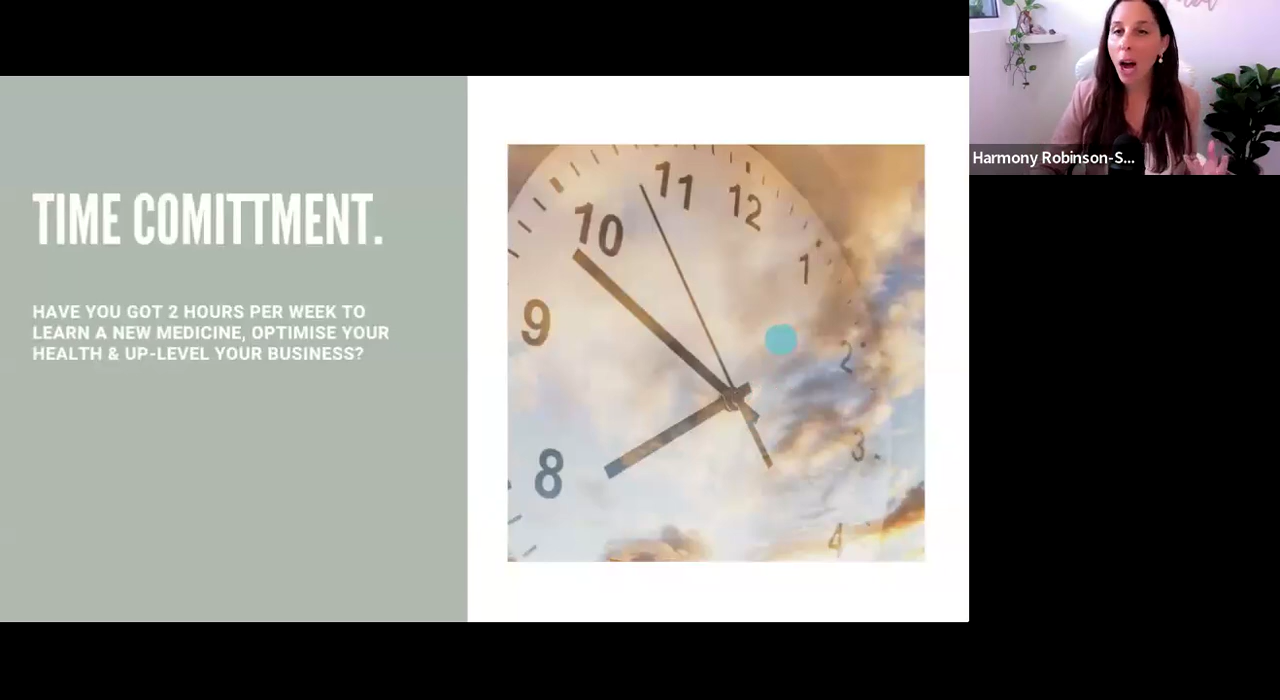 TIME COMITTMENT.
HAVE YOU GOT 2 HOURS PER WEEK TO
LEARN A NEW MEDICINE, OPTIMISE YOUR
HEALTH & UP-LEVEL YOUR BUSINESS?
11
12
10
1
9
2
3
8
4
Harmony Robinson-S...